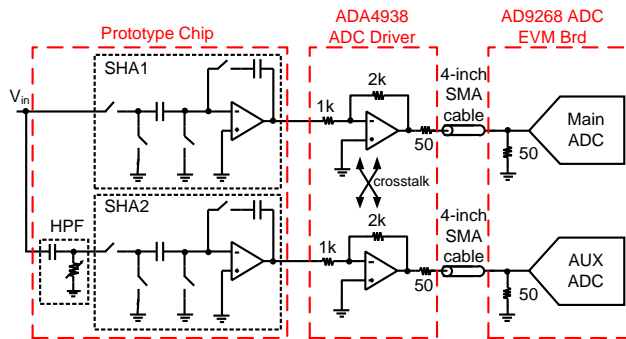 Prototype Chip
ADA4938
ADC Driver
AD9268 ADC
EVM Brd
SHA1
V_in
1k
2k
50
4-inch
SMA
cable
50
Main
ADC
crosstalk
HPF
SHA2
1k
2k
50
4-inch
SMA
cable
50
AUX
ADC